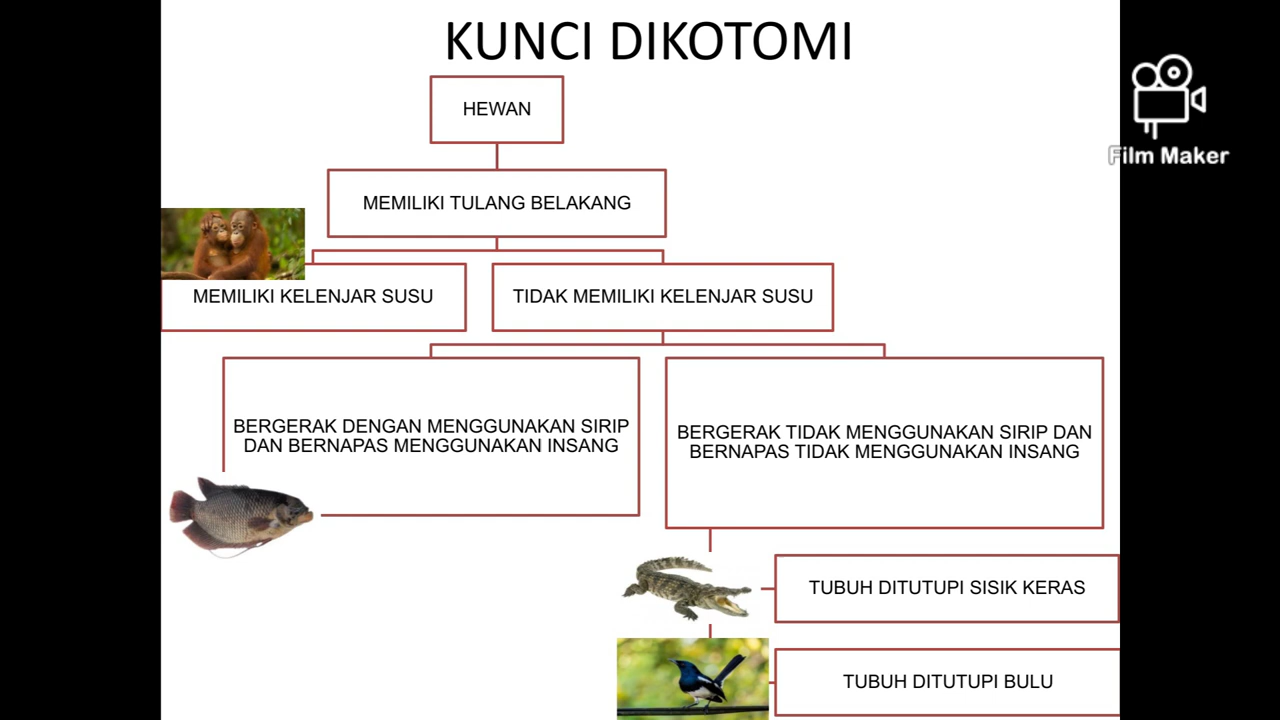 KUNCI DIKOTOMI
HEWAN
Film Maker
MEMILIKI TULANG BELAKANG
MEMILIKI KELENJAR SUSU
TIDAK MEMILIKI KELENJAR SUSU
BERGERAK DENGAN MENGGUNAKAN SIRIP
DAN BERNAPAS MENGGUNAKAN INSANG
BERGERAK TIDAK MENGGUNAKAN SIRIP DAN
BERNAPAS TIDAK MENGGUNAKAN INSANG
TUBUH DITUTUPI SISIK KERAS
TUBUH DITUTUPI BULU